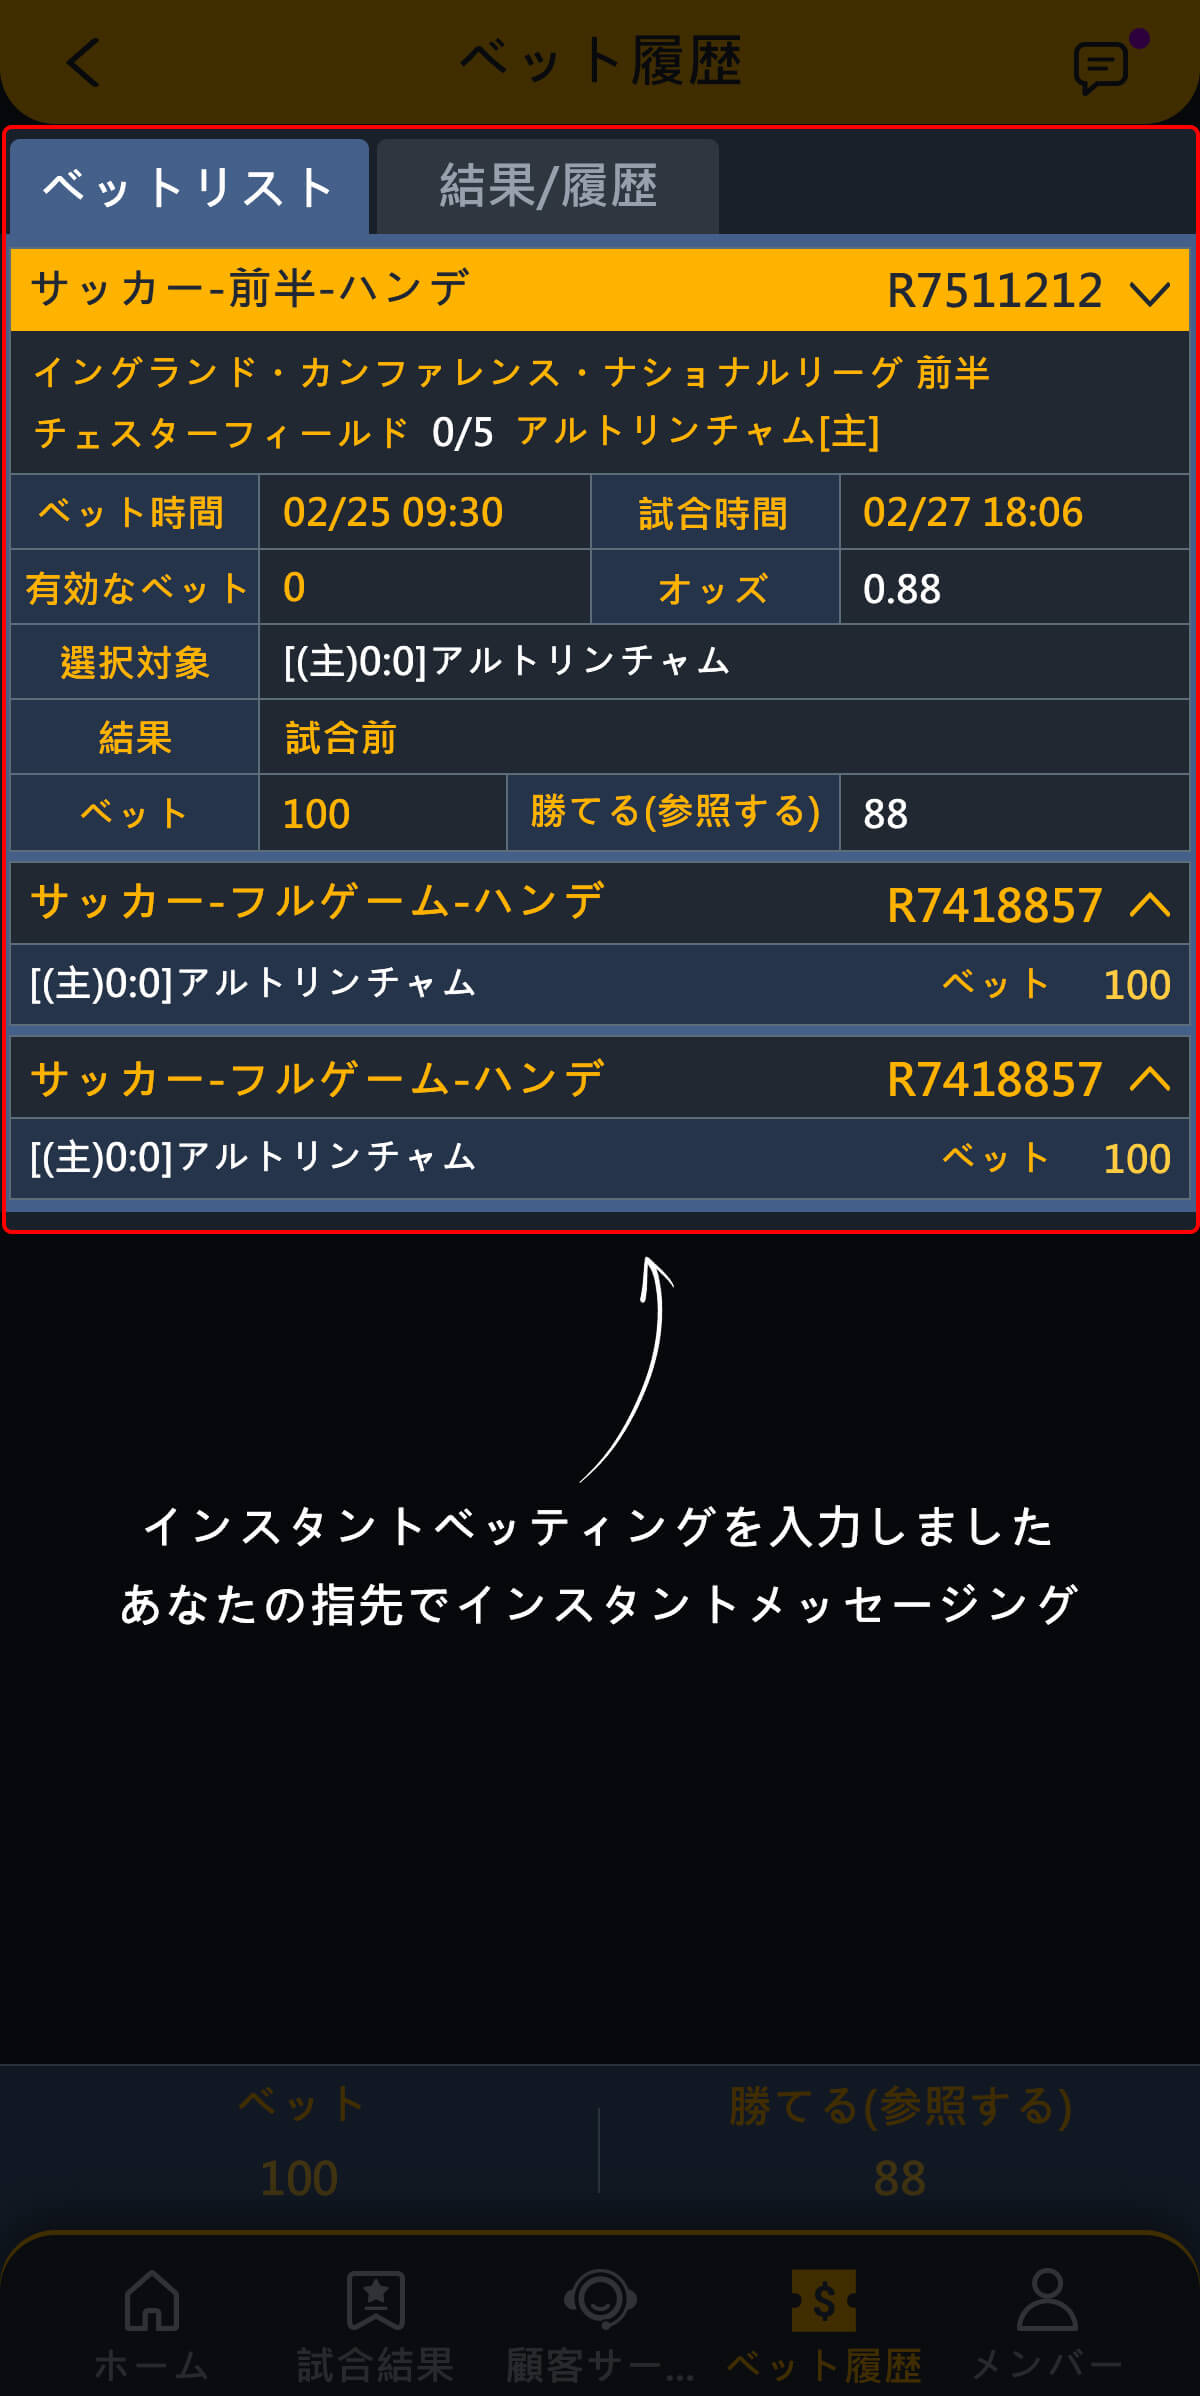 ベット履歴
ベットリスト 結果/履歴
サッカー-前半-ハンデ R7511212
イングランド・カンファレンス・ナショナルリーグ 前半
チェスターフィールド 0/5 アルトリンチャム[主]
ベット時間 02/25 09:30 試合時間 02/27 18:06
有効なベット 0 オッズ 0.88
選択対象 [(主)0:0]アルトリンチャム
結果 試合前
ベット 100 勝てる(参照する) 88
サッカー-フルゲーム-ハンデ R7418857
[(主)0:0]アルトリンチャム ベット 100
サッカー-フルゲーム-ハンデ R7418857
[(主)0:0]アルトリンチャム ベット 100
インスタントベッティングを入力しました
あなたの指先でインスタントメッセージング
ベット 勝てる(参照する)
100 88
ホーム 試合結果 顧客サー... ベット履歴 メンバー